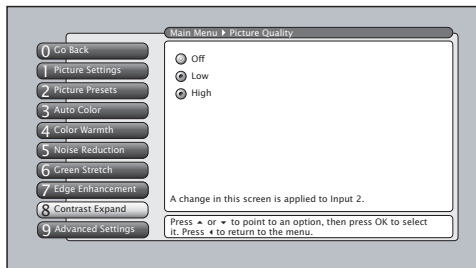 Main Menu ▶ Picture Quality
0 Go Back
1 Picture Settings
2 Picture Presets
3 Auto Color
4 Color Warmth
5 Noise Reduction
6 Green Stretch
7 Edge Enhancement
8 Contrast Expand
9 Advanced Settings
Off
Low
High
A change in this screen is applied to Input 2.
Press ▲ or ▼ to point to an option, then press OK to select
it. Press ◀ to return to the menu.